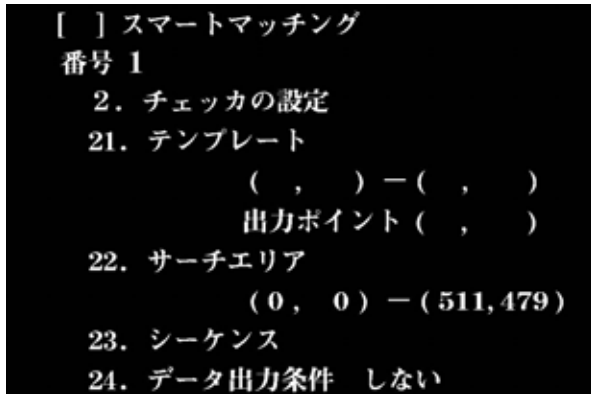 [ ] スマートマッチング
番号 1
2. チェッカの設定
21. テンプレート
( , ) ー ( , )
出力ポイント ( , )
22. サーチエリア
( 0 , 0 ) ー ( 511, 479 )
23. シーケンス
24. データ出力条件 しない